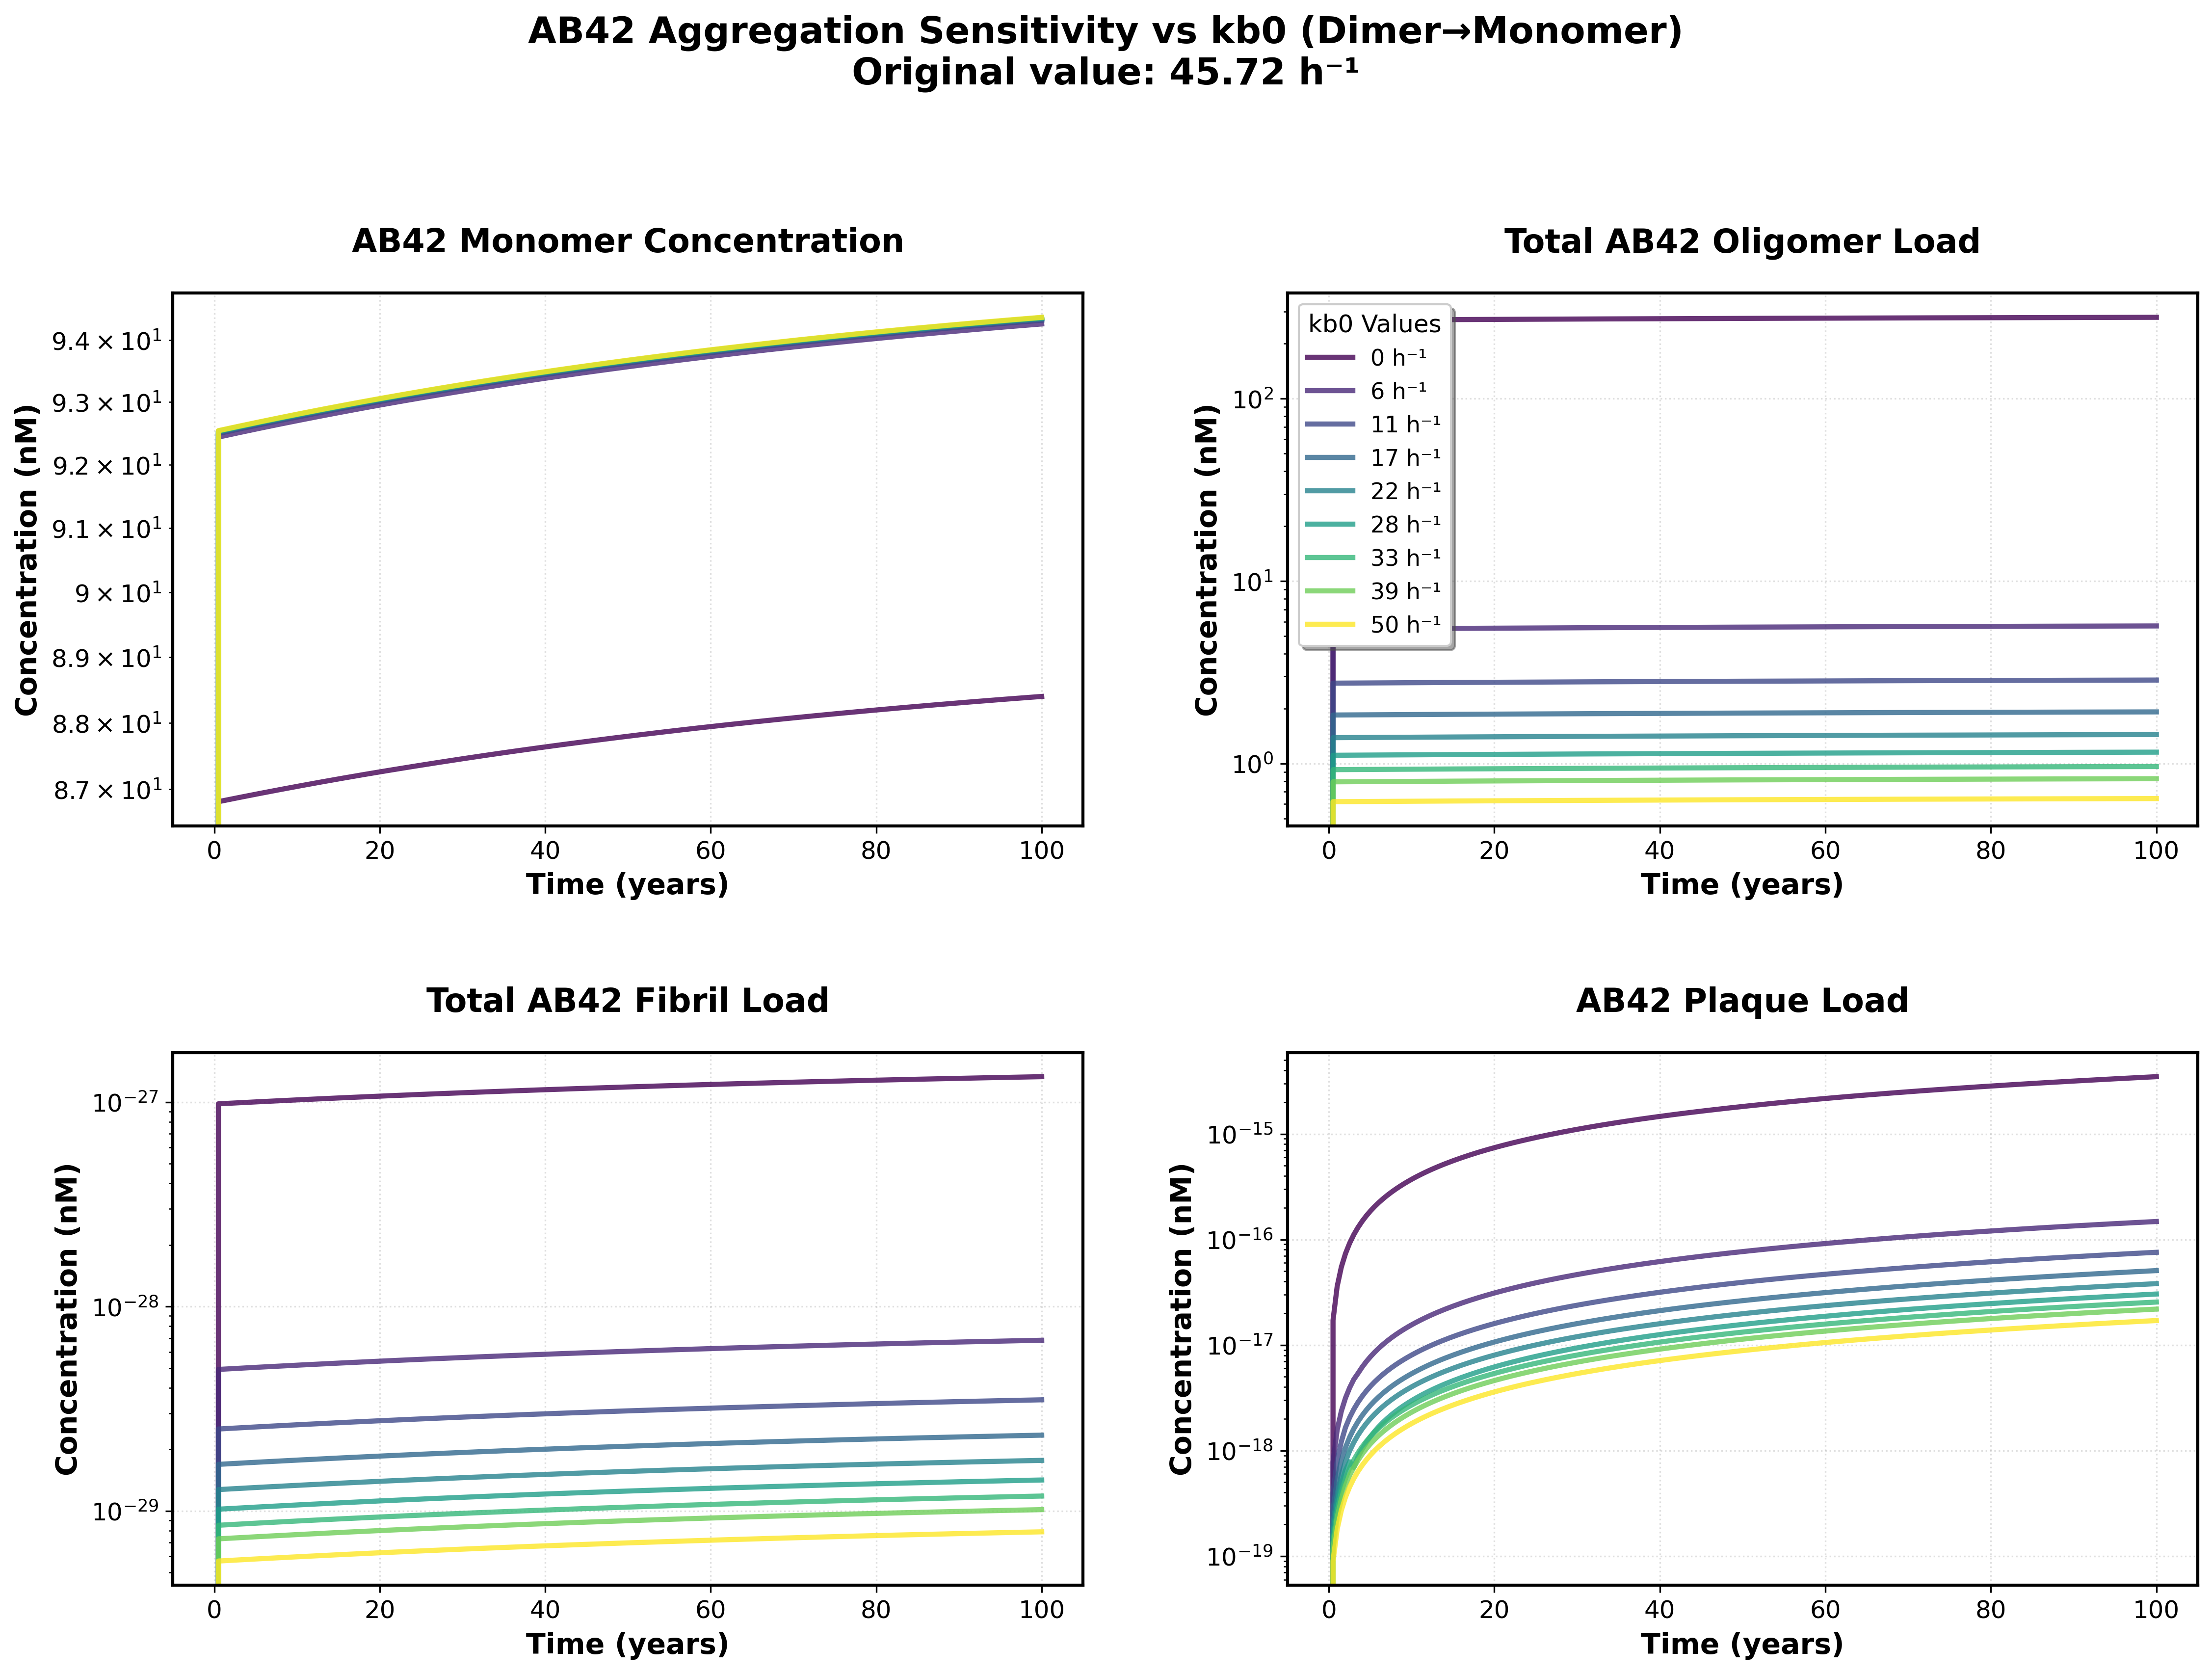 AB42 Aggregation Sensitivity vs kb0 (Dimer→Monomer)
Original value: 45.72 h⁻¹
AB42 Monomer Concentration
Concentration (nM)
9.4 × 10¹
9.3 × 10¹
9.2 × 10¹
9.1 × 10¹
9 × 10¹
8.9 × 10¹
8.8 × 10¹
8.7 × 10¹
0 20 40 60 80 100
Time (years)
Total AB42 Oligomer Load
Concentration (nM)
10²
10¹
10⁰
kb0 Values
0 h⁻¹
6 h⁻¹
11 h⁻¹
17 h⁻¹
22 h⁻¹
28 h⁻¹
33 h⁻¹
39 h⁻¹
50 h⁻¹
0 20 40 60 80 100
Time (years)
Total AB42 Fibril Load
Concentration (nM)
10⁻²⁷
10⁻²⁸
10⁻²⁹
0 20 40 60 80 100
Time (years)
AB42 Plaque Load
Concentration (nM)
10⁻¹⁵
10⁻¹⁶
10⁻¹⁷
10⁻¹⁸
10⁻¹⁹
0 20 40 60 80 100
Time (years)